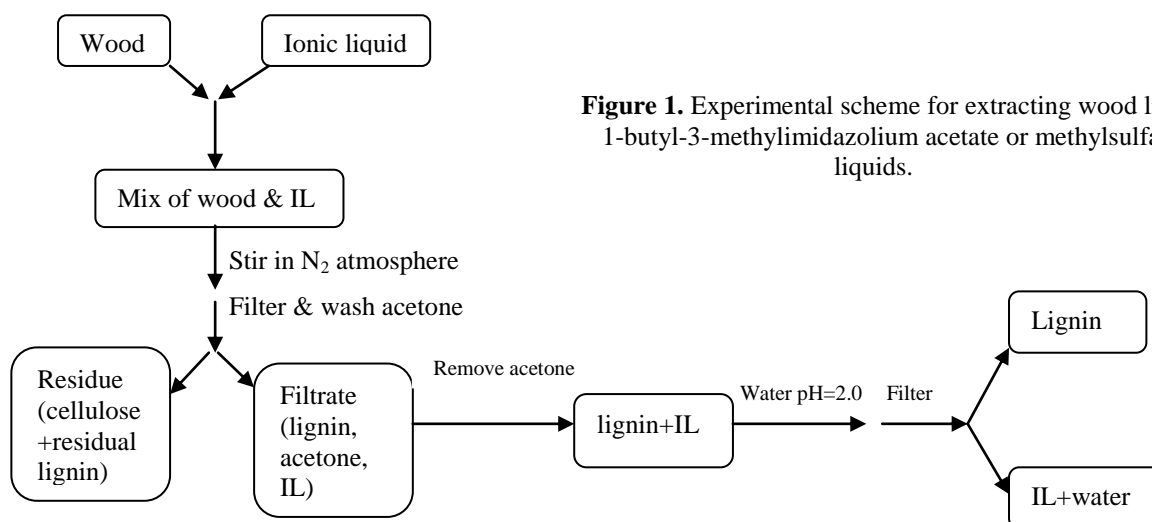 Wood
Ionic liquid
Figure 1. Experimental scheme for extracting wood
1-butyl-3-methylimidazolium acetate or
liquids.
Mix of wood & IL
Stir in N₂ atmosphere
Filter & wash acetone
Residue
(cellulose
+residual
lignin)
Filtrate
(lignin,
acetone,
IL)
Remove acetone
lignin+IL
Water pH=2.0
Filter
Lignin
IL+water